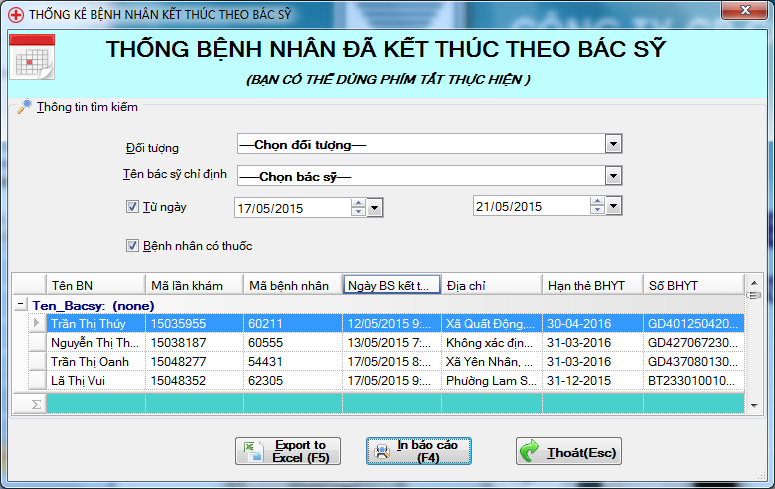 THỐNG KÊ BỆNH NHÂN KẾT THÚC THEO BÁC SỸ
THỐNG BỆNH NHÂN ĐÃ KẾT THÚC THEO BÁC SỸ
(BẠN CÓ THỂ DÙNG PHÍM TẮT THỰC HIỆN )
Thông tin tìm kiếm
Đối tượng ----Chọn đối tượng----
Tên bác sỹ chỉ định -----Chọn bác sỹ----
Từ ngày 17/05/2015 21/05/2015
Bệnh nhân có thuốc
Tên BN Mã lần khám Mã bệnh nhân Ngày BS kết t... Địa chỉ Hạn thẻ BHYT Số BHYT
Ten_Bacsy: (none)
Trần Thị Thúy 15035955 60211 12/05/2015 9:... Xã Quất Động,... 30-04-2016 GD401250420...
Nguyễn Thị Th... 15038187 60555 13/05/2015 7:... Không xác địn... 31-03-2016 GD427067230...
Trần Thị Oanh 15048277 54431 17/05/2015 8:... Xã Yên Nhân, ... 31-03-2016 GD437080130...
Lã Thị Vui 15048352 62305 17/05/2015 9:... Phường Lam S... 31-12-2015 BT233010010...
Σ
Export to Excel (F5) In báo cáo (F4) Thoát(Esc)